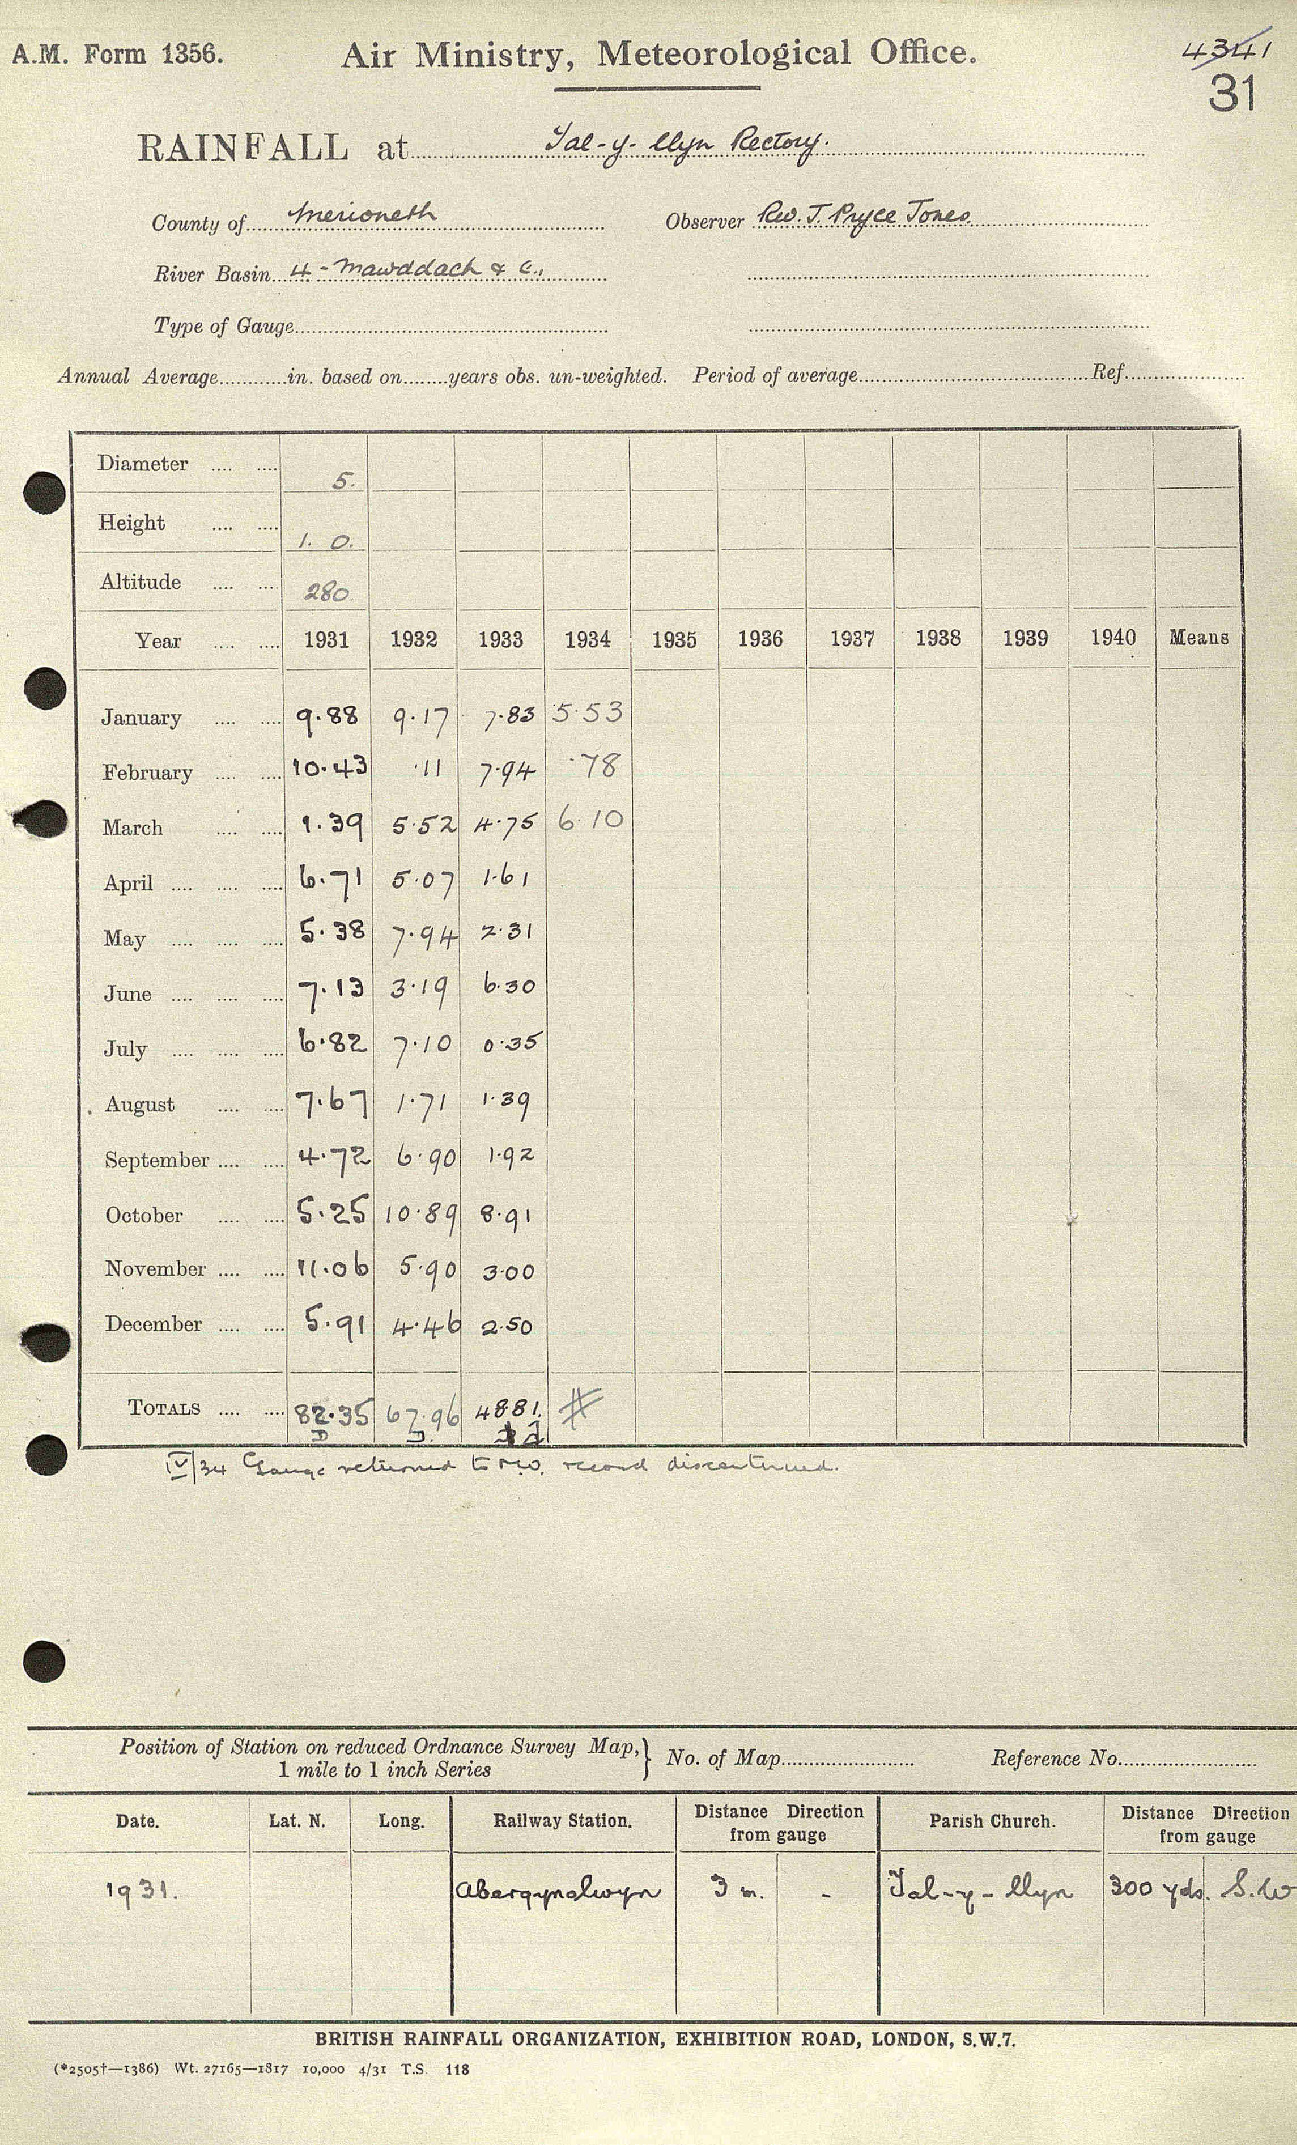 A.M. Form 1356. Air Ministry, Meteorological Office. 4341
31
RAINFALL at Tal-y-llyn Rectory.
County of Merioneth Observer Rev. J. Pryce Jones
River Basin 4-Mawddach & C.,
Type of Gauge
Annual Average in. based on years obs. un-weighted. Period of average Ref.
Diameter 5.
Height 1. 0.
Altitude 280
Year 1931 1932 1933 1934 1935 1936 1937 1938 1939 1940 Means
January 9.88 9.17 7.83 5.53
February 10.43 .11 7.94 .78
March 1.39 5.52 4.75 6.10
April 6.71 5.07 1.61
May 5.38 7.94 2.31
June 7.13 3.19 6.30
July 6.82 7.10 0.35
August 7.67 1.71 1.39
September 4.72 6.90 1.92
October 5.25 10.89 8.91
November 11.06 5.90 3.00
December 5.91 4.46 2.50
TOTALS 82.35 67.96 48.81 #
IV/34 Gauge returned to M.O. record discontinued.
Position of Station on reduced Ordnance Survey Map,} No. of Map Reference No.
1 mile to 1 inch Series
Date. Lat. N. Long. Railway Station. Distance Direction from gauge Parish Church. Distance Direction from gauge
1931. Abergynolwyn 3 m. - Tal-y-llyn 300 yds. S.W
BRITISH RAINFALL ORGANIZATION, EXHIBITION ROAD, LONDON, S.W.7.
(*2505†—1386) Wt. 27165—1817 10,000 4/31 T.S. 118